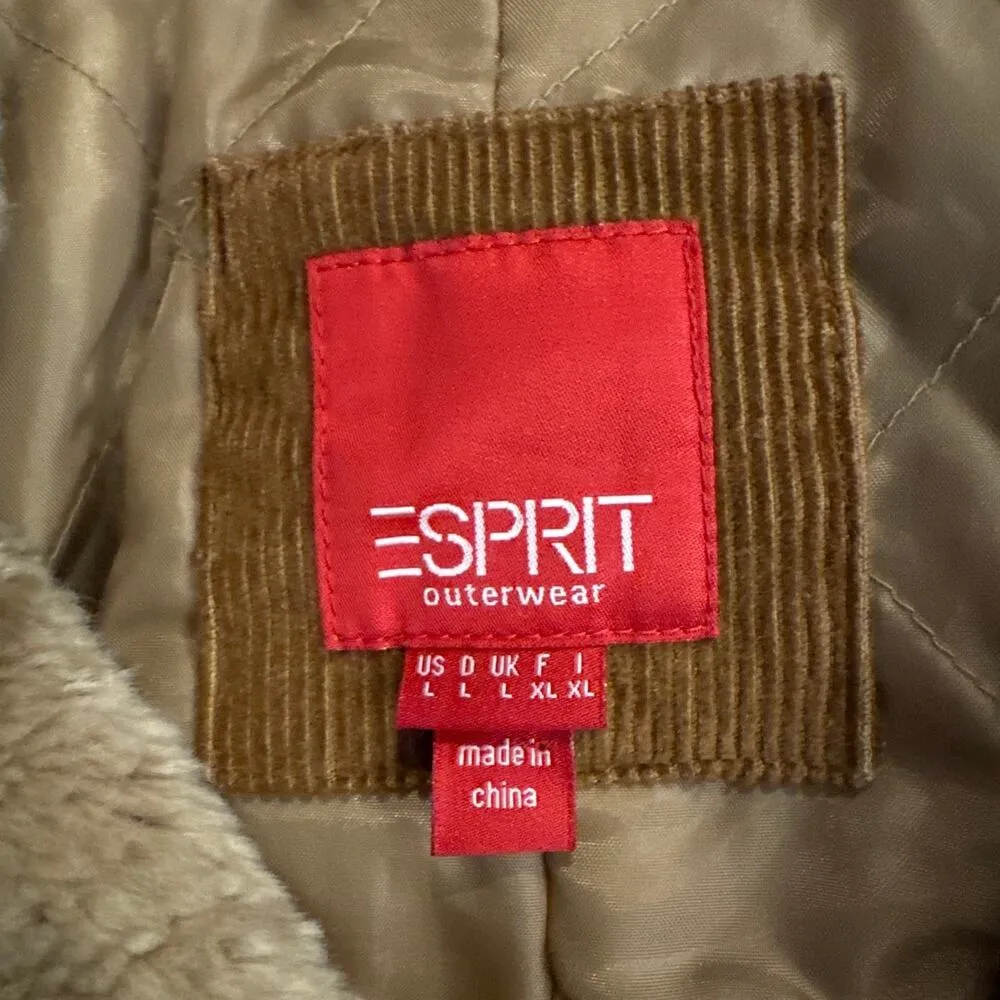 ESPRIT
outerwear
US D UK F I
L L L XL XL
made in
china